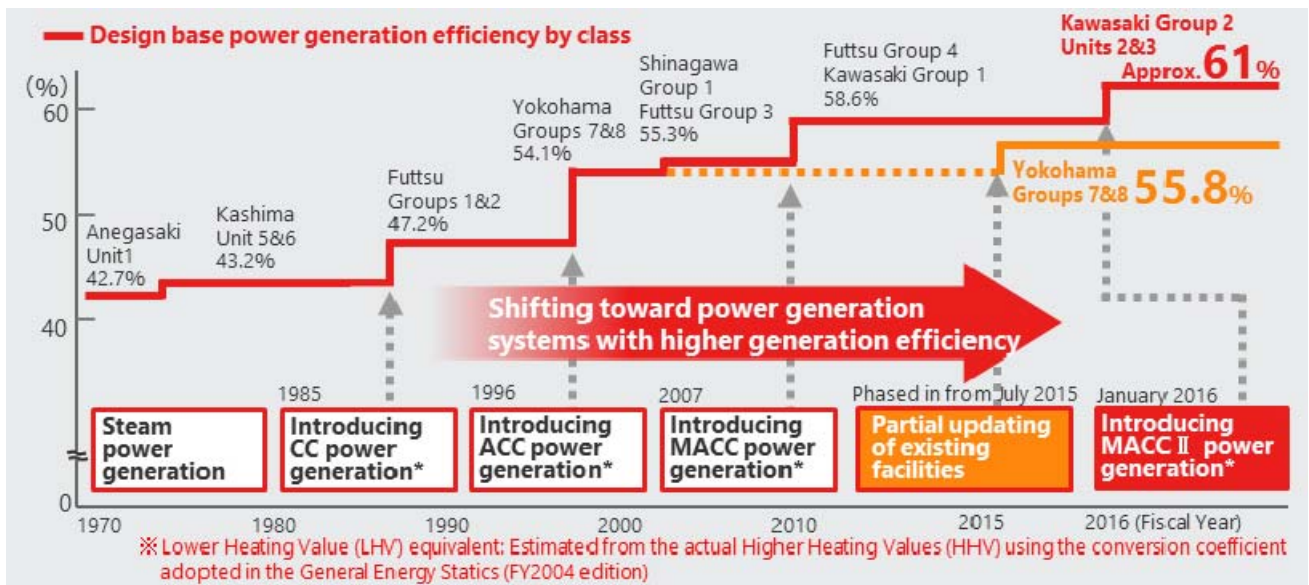 Design base power generation efficiency by class
(%)
60
50
40
0
Anegasaki
Unit1
42.7%
Kashima
Unit 5&6
43.2%
Futtsu
Groups 1&2
47.2%
Yokohama
Groups 7&8
54.1%
Shinagawa
Group 1
Futtsu Group 3
55.3%
Futtsu Group 4
Kawasaki Group 1
58.6%
Kawasaki Group 2
Units 2&3
Approx. 61%
Yokohama
Groups 7&8 55.8%
Shifting toward power generation
systems with higher generation efficiency
Steam
power
generation
1985
Introducing
CC power
generation*
1996
Introducing
ACC power
generation*
2007
Introducing
MACC power
generation*
Phased in from July 2015
Partial updating
of existing
facilities
January 2016
Introducing
MACC Ⅱ power
generation*
1970 1980 1990 2000 2010 2015 2016 (Fiscal Year)
※ Lower Heating Value (LHV) equivalent: Estimated from the actual Higher Heating Values (HHV) using the conversion coefficient
adopted in the General Energy Statics (FY2004 edition)